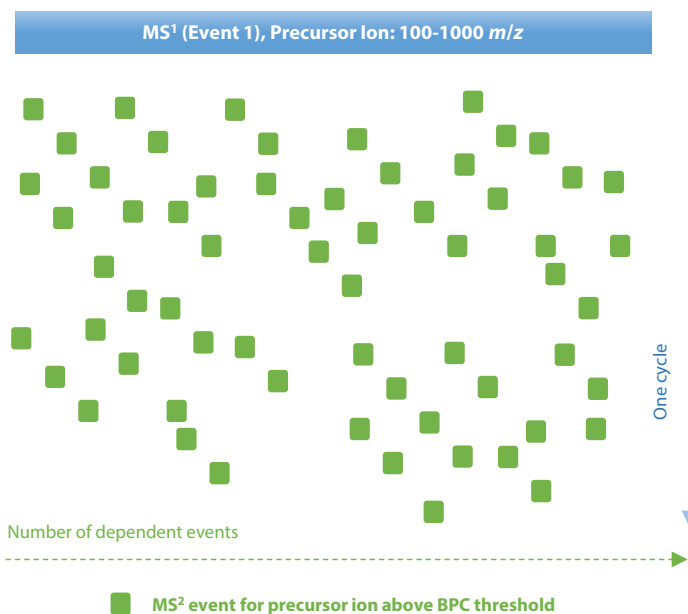 MS¹ (Event 1), Precursor Ion: 100-1000 m/z
One cycle
Number of dependent events
MS² event for precursor ion above BPC threshold